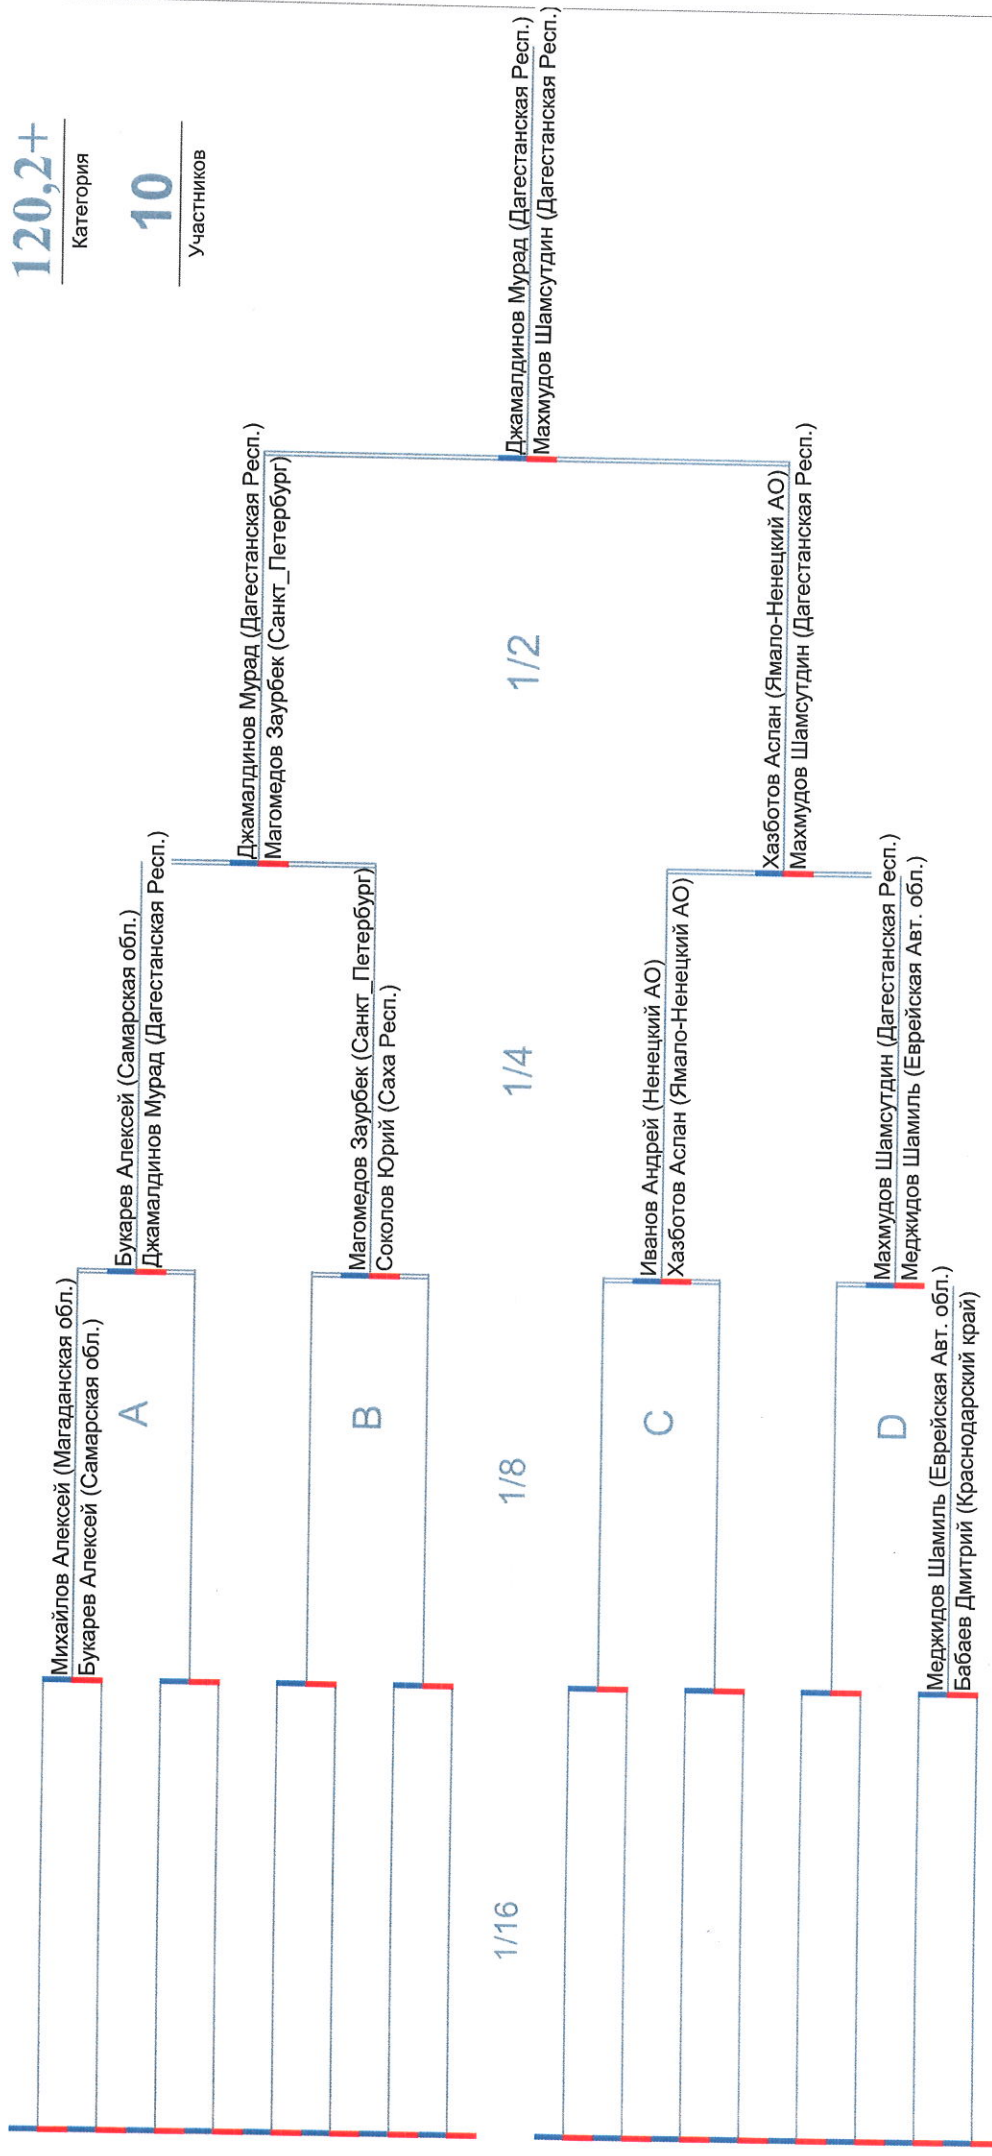 120,2+
Категория
10
Участников
Михайлов Алексей (Магаданская обл.)
Букарев Алексей (Самарская обл.)
A
Букарев Алексей (Самарская обл.)
Джамалдинов Мурад (Дагестанская Респ.)
Джамалдинов Мурад (Дагестанская Респ.)
Магомедов Заурбек (Санкт_Петербург)
B
Магомедов Заурбек (Санкт_Петербург)
Соколов Юрий (Саха Респ.)
1/16
1/8
1/4
1/2
Джамалдинов Мурад (Дагестанская Респ.)
Махмудов Шамсутдин (Дагестанская Респ.)
C
Иванов Андрей (Ненецкий АО)
Хазботов Аслан (Ямало-Ненецкий АО)
Хазботов Аслан (Ямало-Ненецкий АО)
Махмудов Шамсутдин (Дагестанская Респ.)
D
Махмудов Шамсутдин (Дагестанская Респ.)
Меджидов Шамиль (Еврейская Авт. обл.)
Меджидов Шамиль (Еврейская Авт. обл.)
Бабаев Дмитрий (Краснодарский край)